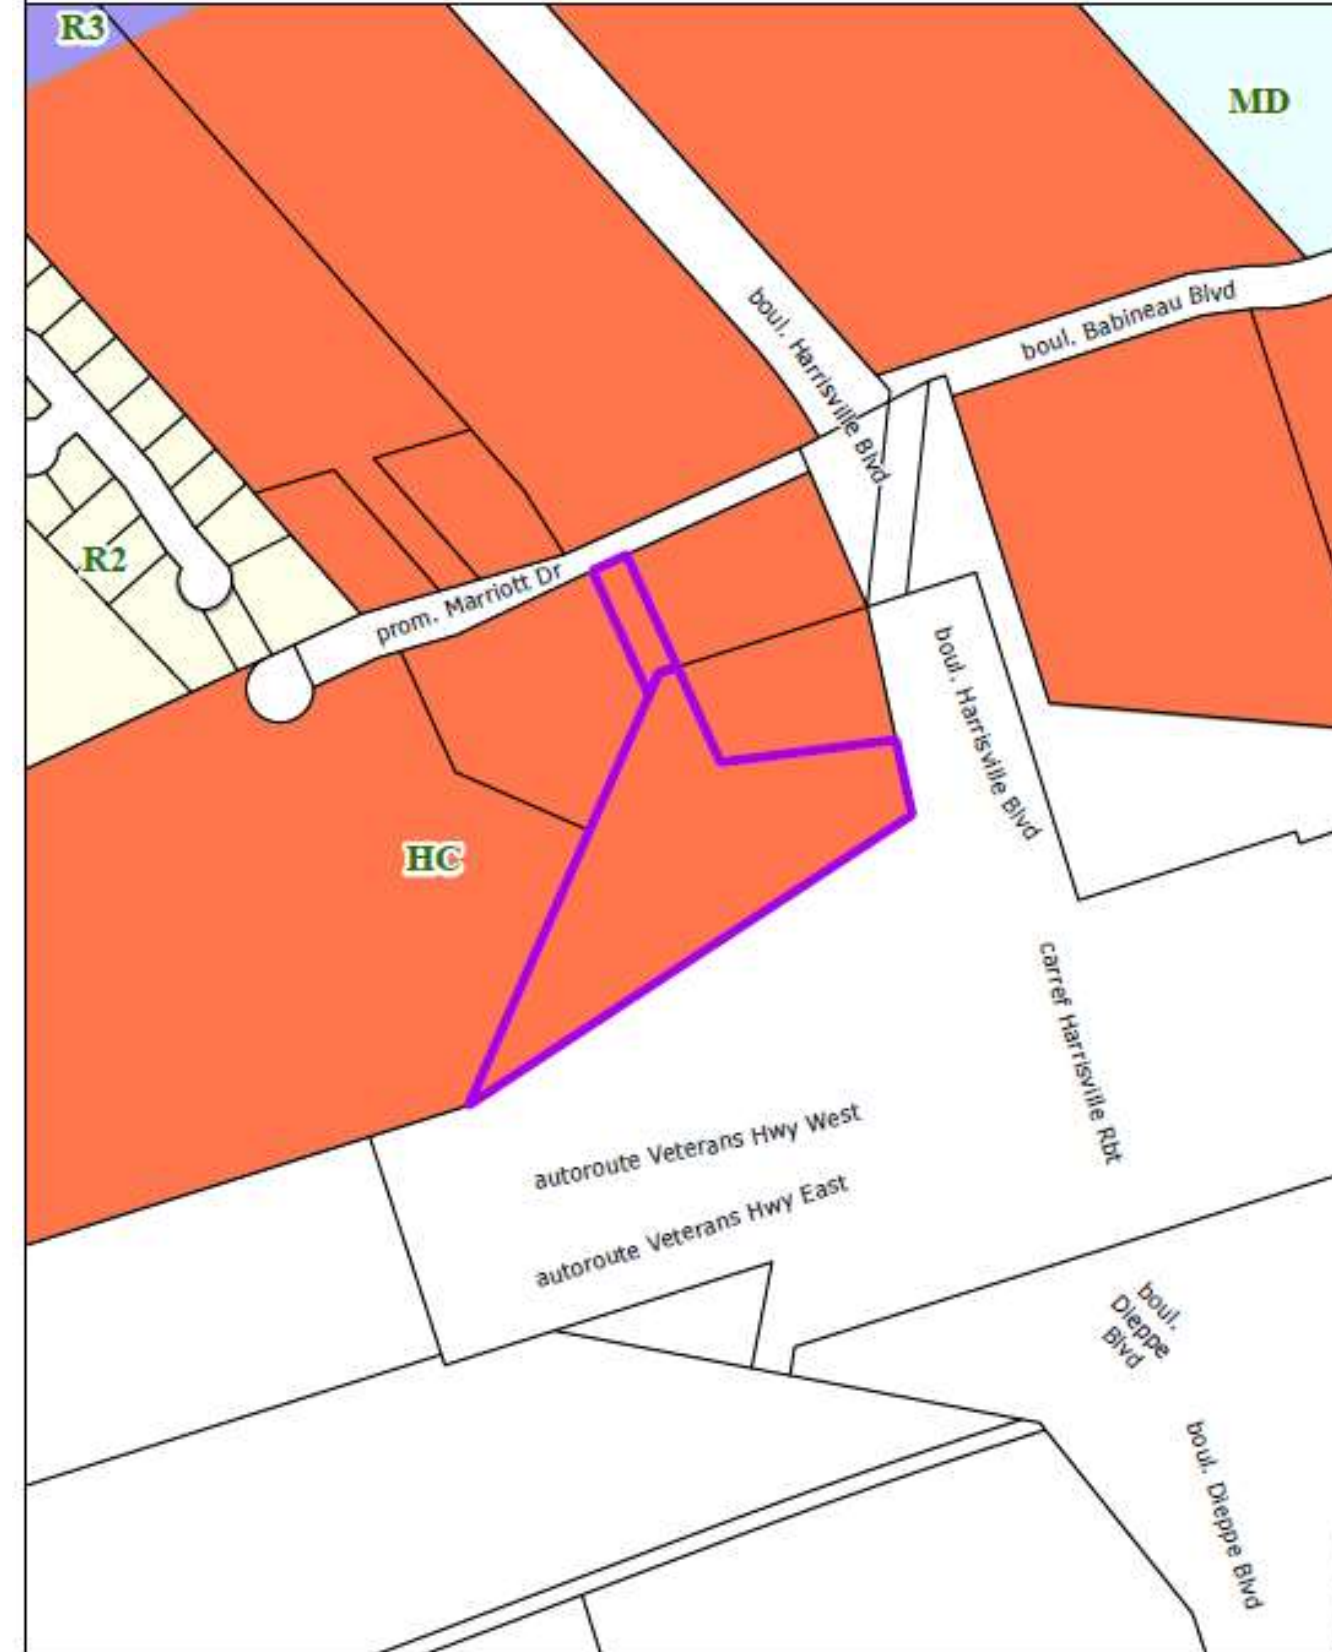 R3
MD
boul. Harrisville Blvd
boul. Babineau Blvd
R2
prom. Marriott Dr
boul. Harrisville Blvd
HC
carref Harrisville Rbt
autoroute Veterans Hwy West
autoroute Veterans Hwy East
boul.
Dieppe
Blvd
boul. Dieppe Blvd